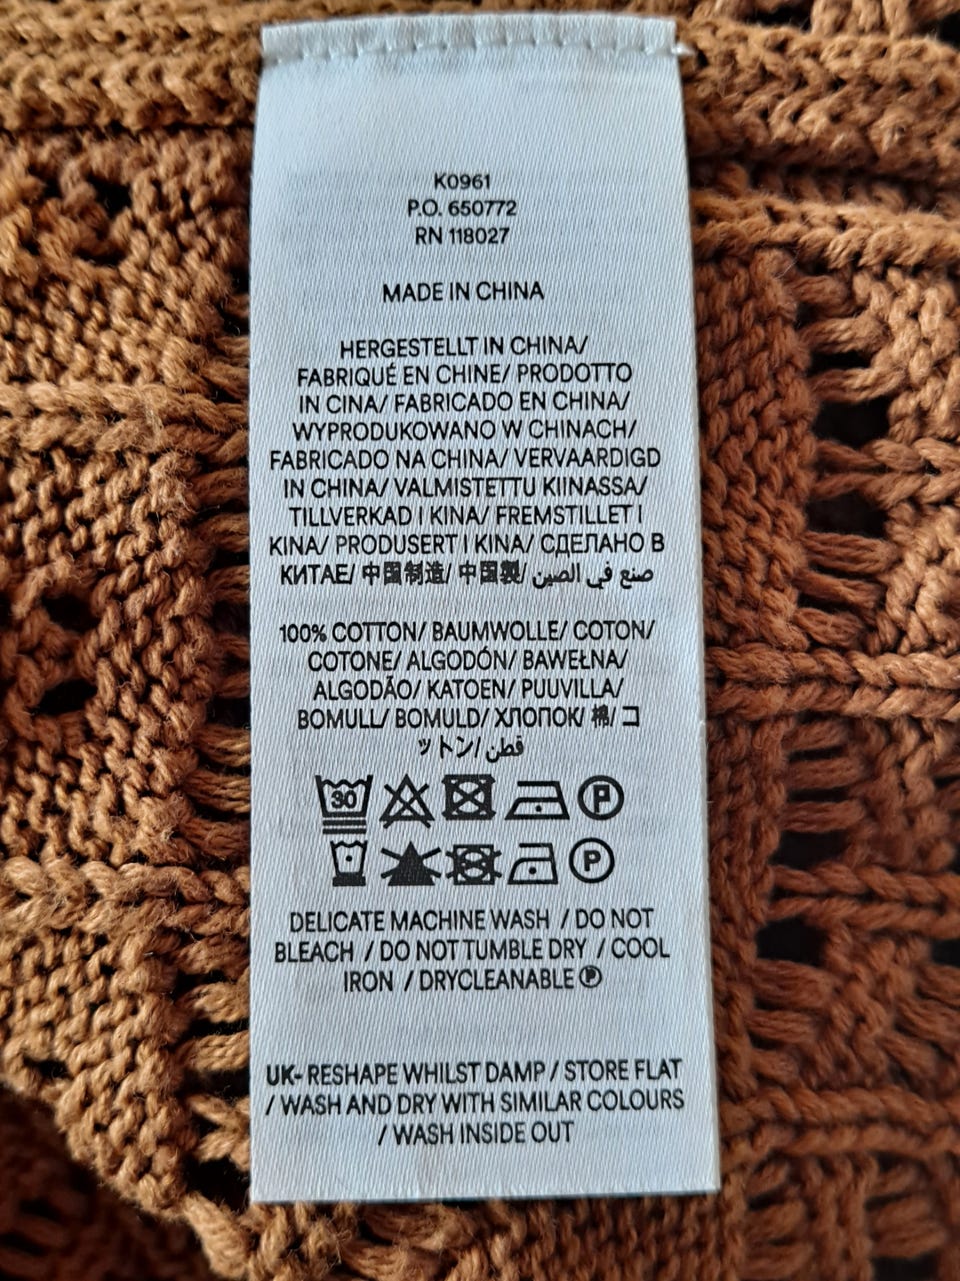 K0961
P.O. 650772
RN 118027
MADE IN CHINA
HERGESTELLT IN CHINA/
FABRIQUÉ EN CHINE/ PRODOTTO
IN CINA/ FABRICADO EN CHINA/
WYPRODUKOWANO W CHINACH/
FABRICADO NA CHINA/ VERVAARDIGD
IN CHINA/ VALMISTETTU KIINASSA/
TILLVERKAD I KINA/ FREMSTILLET I
KINA/ PRODUSERT I KINA/ СДЕЛАНО В
КИТАЕ/ 中国制造/ 中国製/ صنع في الصين
100% COTTON/ BAUMWOLLE/ COTON/
COTONE/ ALGODÓN/ BAWEŁNA/
ALGODÃO/ KATOEN/ PUUVILLA/
BOMULL/ BOMULD/ ХЛОПОК/ 棉/ コ
ットン/ قطن
30 P
P
DELICATE MACHINE WASH / DO NOT
BLEACH / DO NOT TUMBLE DRY / COOL
IRON / DRYCLEANABLE Ⓟ
UK- RESHAPE WHILST DAMP / STORE FLAT
/ WASH AND DRY WITH SIMILAR COLOURS
/ WASH INSIDE OUT